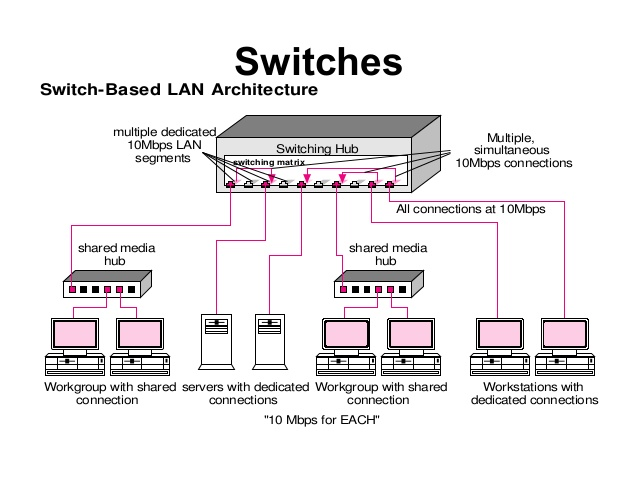 Switches
Switch-Based LAN Architecture
multiple dedicated
10Mbps LAN
segments
Switching Hub
switching matrix
Multiple,
simultaneous
10Mbps connections
All connections at 10Mbps
shared media
hub
shared media
hub
Workgroup with shared
connection
servers with dedicated
connections
Workgroup with shared
connection
Workstations with
dedicated connections
"10 Mbps for EACH"